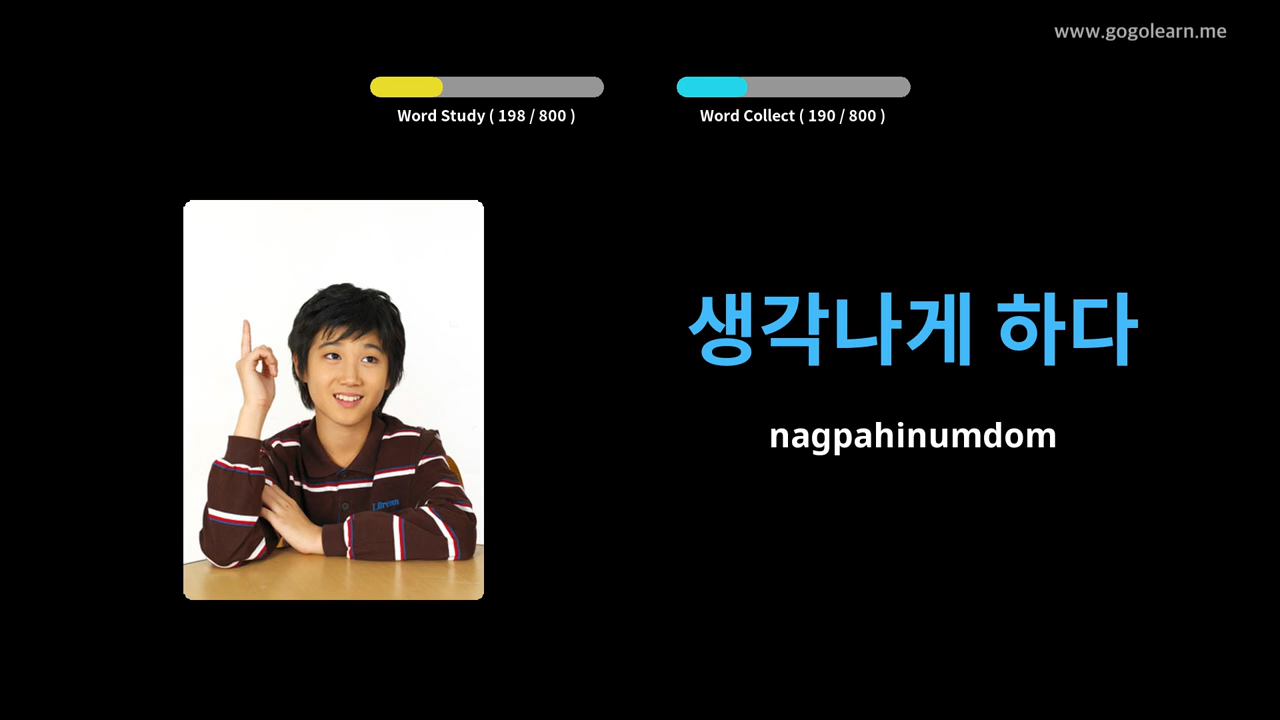 www.gogolearn.me
Word Study ( 198 / 800 )
Word Collect ( 190 / 800 )
생각나게 하다
nagpahinumdom